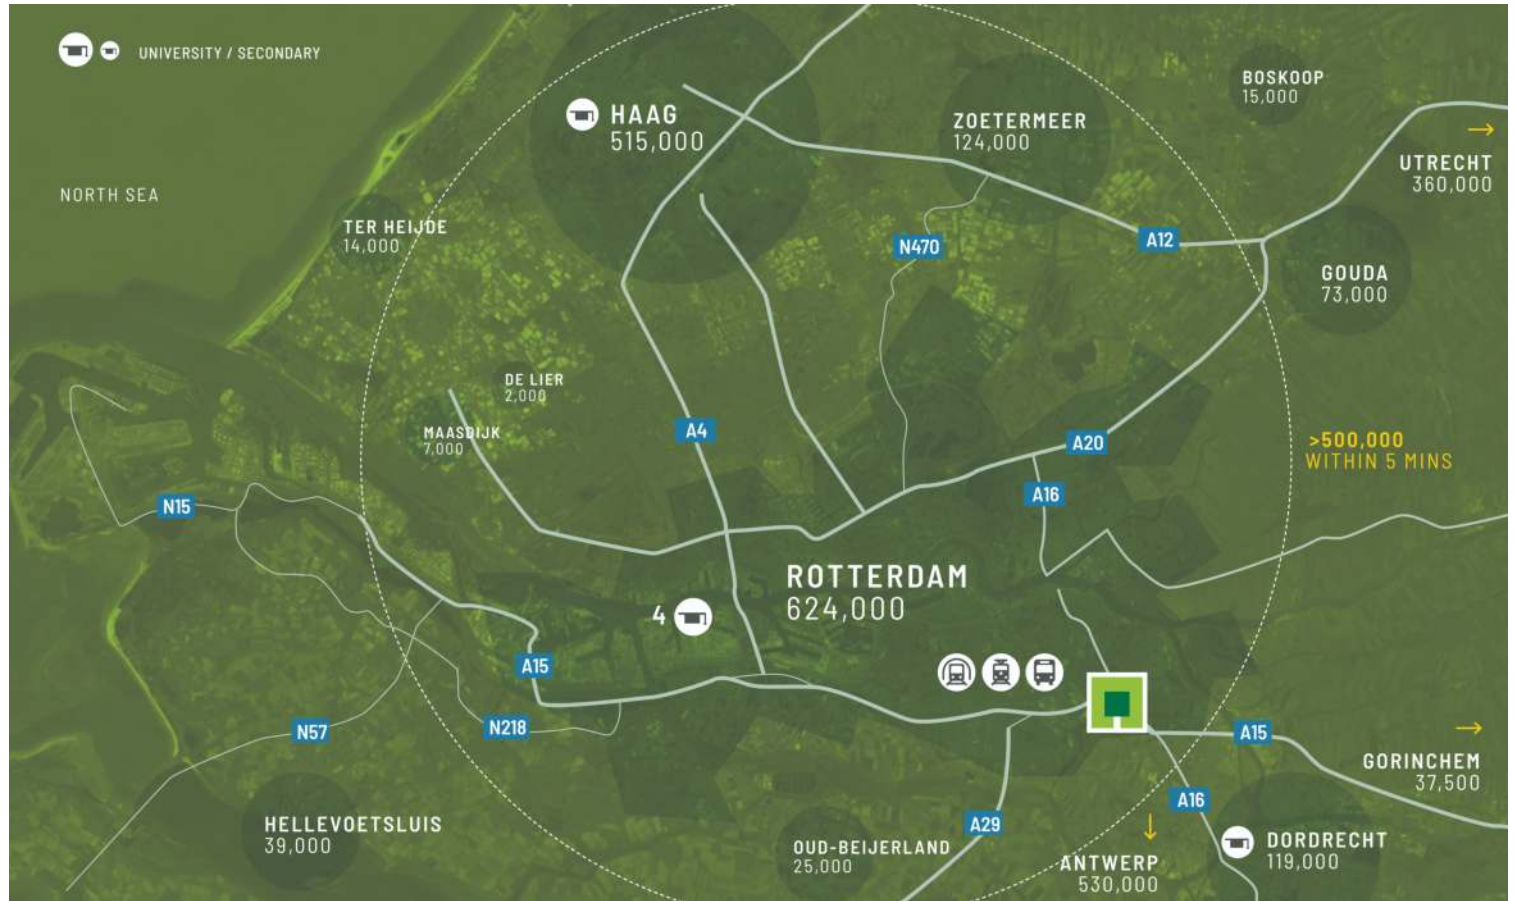 UNIVERSITY / SECONDARY
NORTH SEA
HAAG
515,000
ZOETERMEER
124,000
BOSKOOP
15,000
UTRECHT
360,000
TER HEIJDE
14,000
N470
A12
GOUDA
73,000
DE LIER
2,000
MAASDIJK
7,000
A4
A20
>500,000
WITHIN 5 MINS
N15
A16
ROTTERDAM
624,000
4
A15
N57
N218
A15
GORINCHEM
37,500
A16
A29
HELLEVOETSLUIS
39,000
OUD-BEIJERLAND
25,000
ANTWERP
530,000
DORDRECHT
119,000